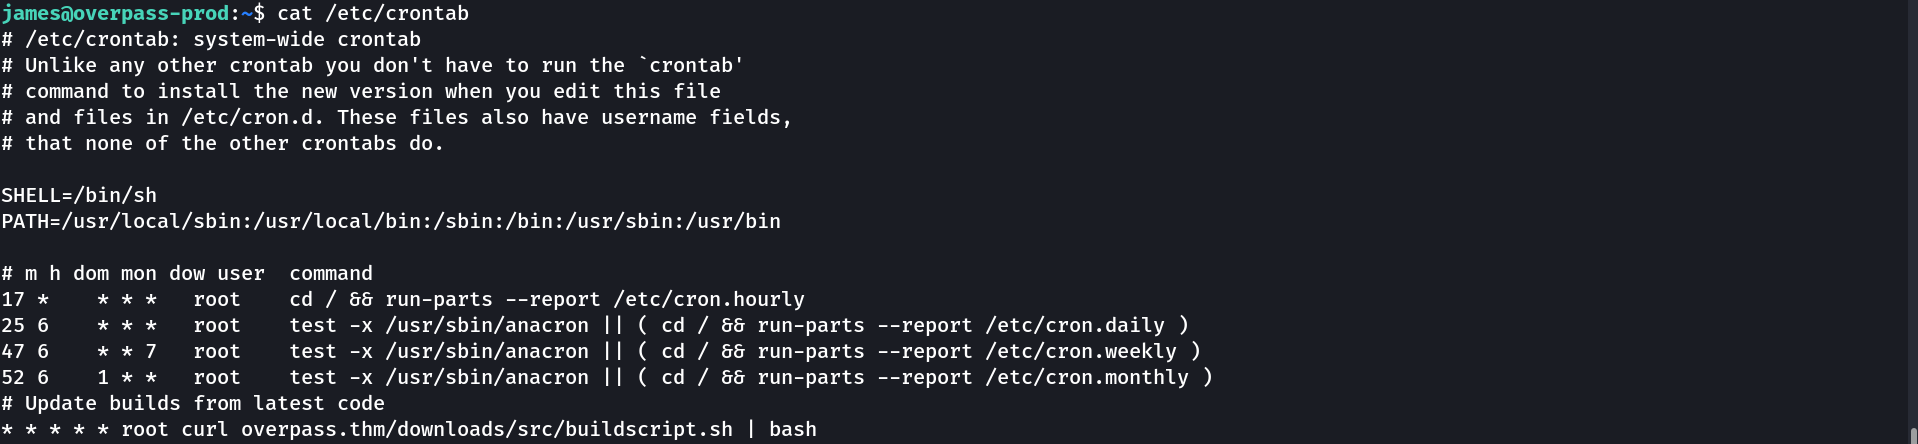 james@overpass-prod:~$ cat /etc/crontab
# /etc/crontab: system-wide crontab
# Unlike any other crontab you don't have to run the `crontab'
# command to install the new version when you edit this file
# and files in /etc/cron.d. These files also have username fields,
# that none of the other crontabs do.

SHELL=/bin/sh
PATH=/usr/local/sbin:/usr/local/bin:/sbin:/bin:/usr/sbin:/usr/bin

# m h dom mon dow user  command
17 *    * * *   root    cd / && run-parts --report /etc/cron.hourly
25 6    * * *   root    test -x /usr/sbin/anacron || ( cd / && run-parts --report /etc/cron.daily )
47 6    * * 7   root    test -x /usr/sbin/anacron || ( cd / && run-parts --report /etc/cron.weekly )
52 6    1 * *   root    test -x /usr/sbin/anacron || ( cd / && run-parts --report /etc/cron.monthly )
# Update builds from latest code
* * * * * root curl overpass.thm/downloads/src/buildscript.sh | bash